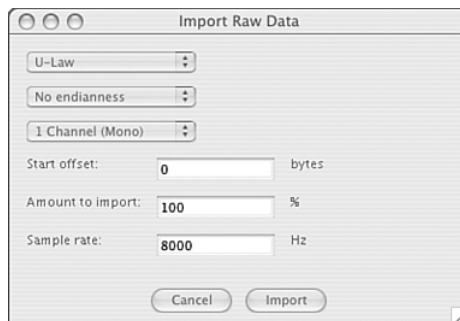 Import Raw Data
U-Law
No endianness
1 Channel (Mono)
Start offset: 0 bytes
Amount to import: 100 %
Sample rate: 8000 Hz
Cancel Import